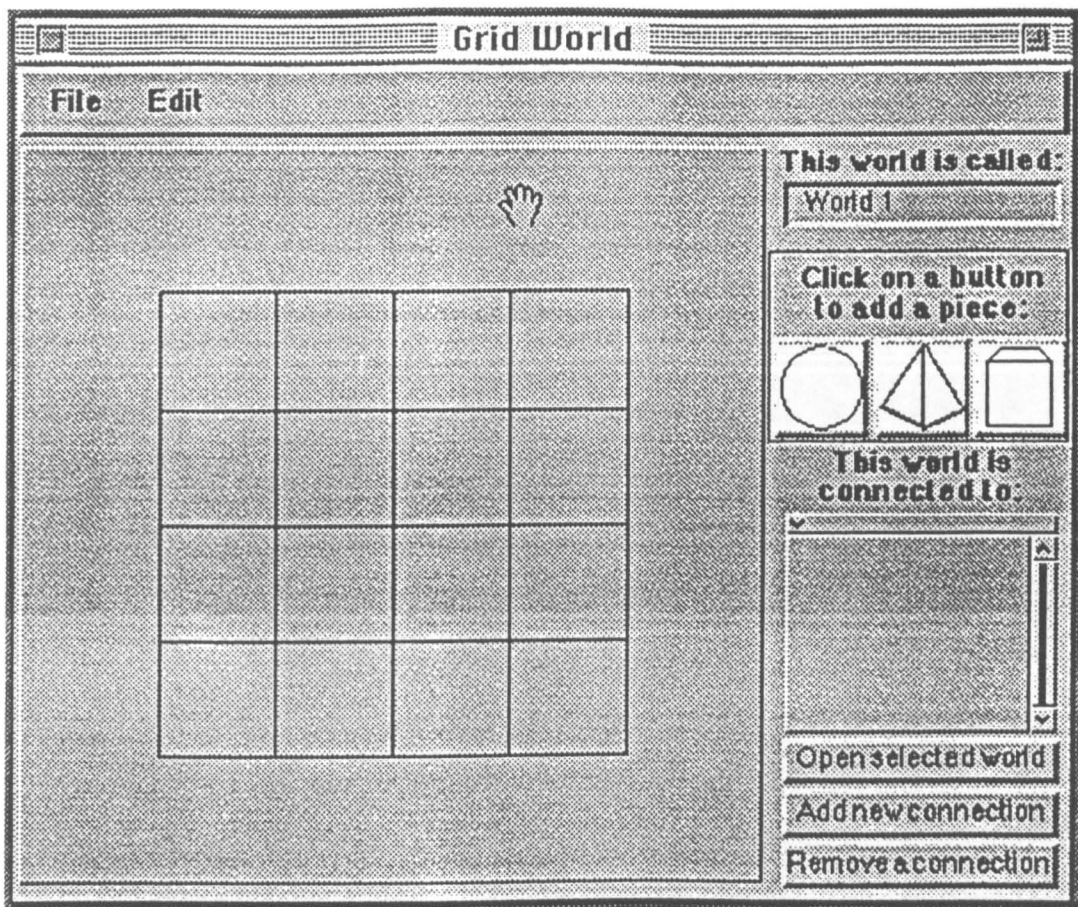 Grid World
File Edit
This world is called:
World 1
Click on a button
to add a piece:
This world is
connected to:
Open selected world
Add new connection
Remove a connection